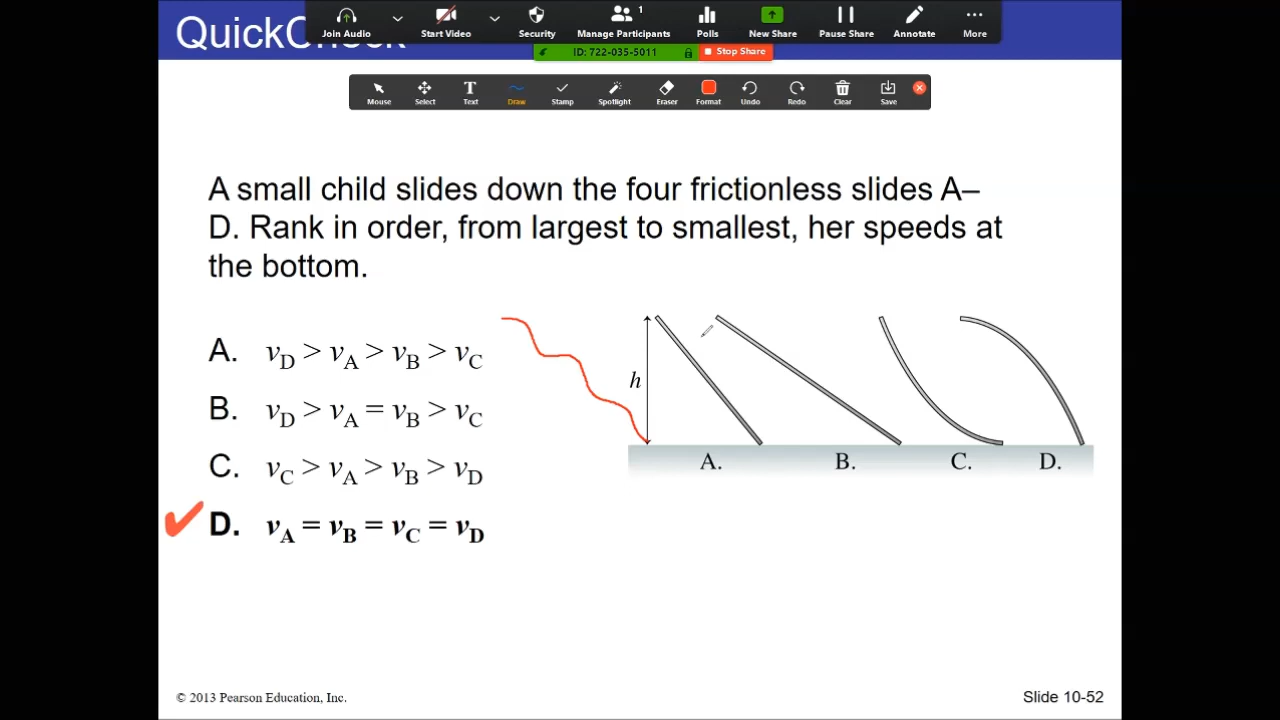 Join Audio
Start Video
Security
Manage Participants
1
Polls
New Share
Pause Share
Annotate
More
ID: 722-035-5011
Stop Share
Mouse
Select
Text
Draw
Stamp
Spotlight
Eraser
Format
Undo
Redo
Clear
Save
A small child slides down the four frictionless slides A–
D. Rank in order, from largest to smallest, her speeds at
the bottom.
A. vD > vA > vB > vC
B. vD > vA = vB > vC
C. vC > vA > vB > vD
D. vA = vB = vC = vD
h
A. B. C. D.
© 2013 Pearson Education, Inc.
Slide 10-52